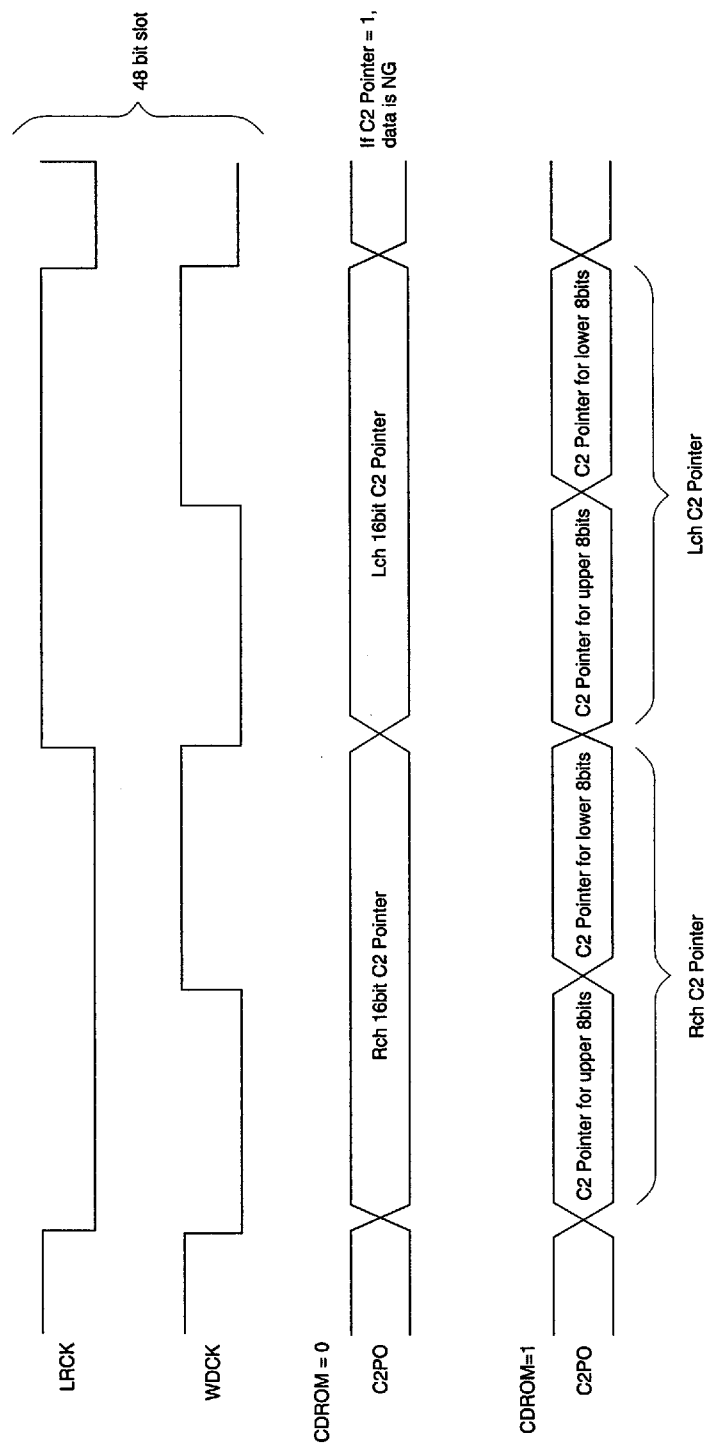 LRCK
48 bit slot
WDCK
CDROM = 0
C2PO
Rch 16bit C2 Pointer
Lch 16bit C2 Pointer
If C2 Pointer = 1,
data is NG
CDROM=1
C2PO
C2 Pointer for upper 8bits
C2 Pointer for lower 8bits
C2 Pointer for upper 8bits
C2 Pointer for lower 8bits
Rch C2 Pointer
Lch C2 Pointer